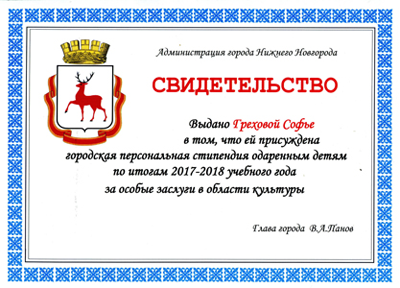 Администрация города Нижнего Новгорода
СВИДЕТЕЛЬСТВО
Выдано Греховой Софье
в том, что ей присуждена
городская персональная стипендия одаренным детям
по итогам 2017-2018 учебного года
за особые заслуги в области культуры
Глава города В.А.Панов